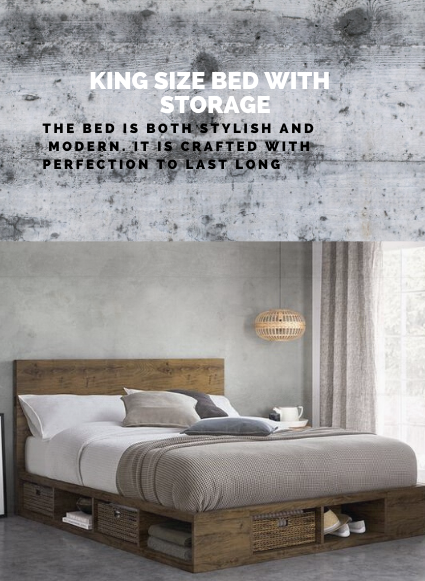 KING SIZE BED WITH
STORAGE
THE BED IS BOTH STYLISH AND
MODERN. IT IS CRAFTED WITH
PERFECTION TO LAST LONG